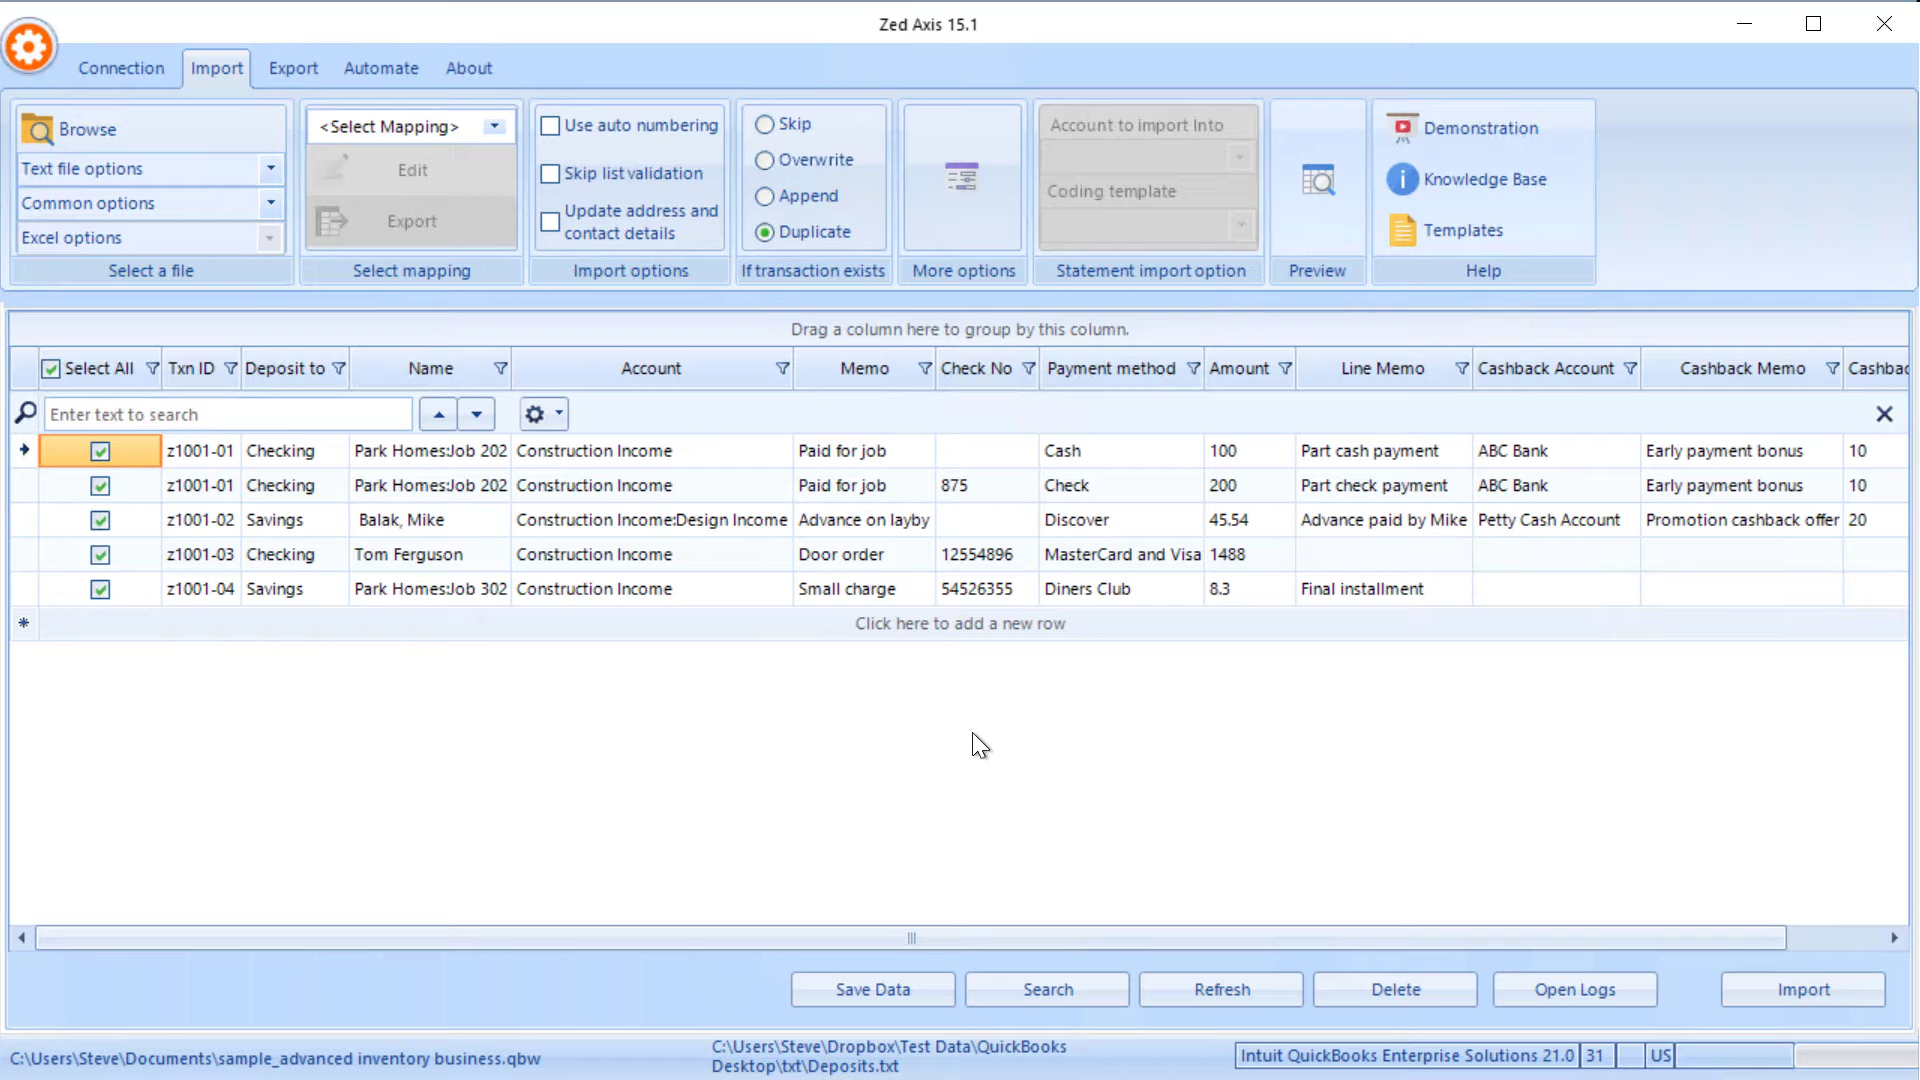 Zed Axis 15.1
Connection Import Export Automate About
Browse
Text file options
Common options
Excel options
Select a file
<Select Mapping>
Edit
Export
Select mapping
Use auto numbering
Skip list validation
Update address and
contact details
Import options
Skip
Overwrite
Append
Duplicate
If transaction exists
More options
Account to import Into
Coding template
Statement import option
Preview
Demonstration
Knowledge Base
Templates
Help
Drag a column here to group by this column.
Select All Txn ID Deposit to Name Account Memo Check No Payment method Amount Line Memo Cashback Account Cashback Memo Cashbac
Enter text to search
z1001-01 Checking Park Homes:Job 202 Construction Income Paid for job Cash 100 Part cash payment ABC Bank Early payment bonus 10
z1001-01 Checking Park Homes:Job 202 Construction Income Paid for job 875 Check 200 Part check payment ABC Bank Early payment bonus 10
z1001-02 Savings Balak, Mike Construction Income:Design Income Advance on layby Discover 45.54 Advance paid by Mike Petty Cash Account Promotion cashback offer 20
z1001-03 Checking Tom Ferguson Construction Income Door order 12554896 MasterCard and Visa 1488
z1001-04 Savings Park Homes:Job 302 Construction Income Small charge 54526355 Diners Club 8.3 Final installment
Click here to add a new row
Save Data Search Refresh Delete Open Logs Import
C:\Users\Steve\Documents\sample_advanced inventory business.qbw
C:\Users\Steve\Dropbox\Test Data\QuickBooks
Desktop\txt\Deposits.txt
Intuit QuickBooks Enterprise Solutions 21.0 31 US